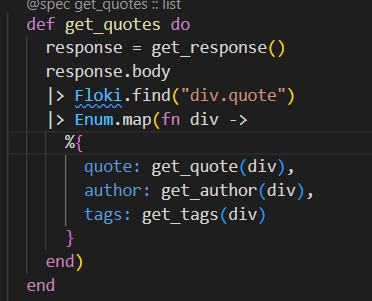 @spec get_quotes :: list
def get_quotes do
  response = get_response()
  response.body
  |> Floki.find("div.quote")
  |> Enum.map(fn div ->
    %{
      quote: get_quote(div),
      author: get_author(div),
      tags: get_tags(div)
    }
  end)
end